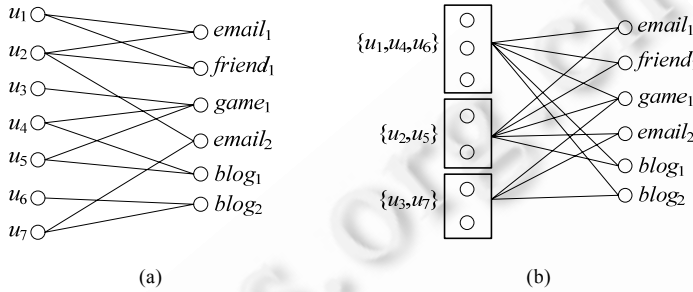 u1
u2
u3
u4
u5
u6
u7
email1
friend1
game1
email2
blog1
blog2
(a)
{u1,u4,u6}
{u2,u5}
{u3,u7}
email1
friend1
game1
email2
blog1
blog2
(b)